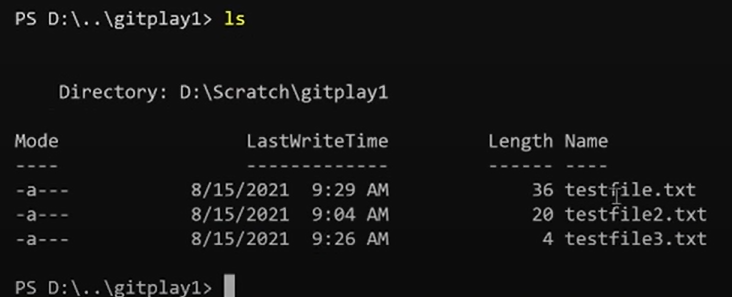 PS D:\..\gitplay1> ls
Directory: D:\Scratch\gitplay1
Mode LastWriteTime Length Name
---- ------------- ------ ----
-a--- 8/15/2021 9:29 AM 36 testfile.txt
-a--- 8/15/2021 9:04 AM 20 testfile2.txt
-a--- 8/15/2021 9:26 AM 4 testfile3.txt
PS D:\..\gitplay1>